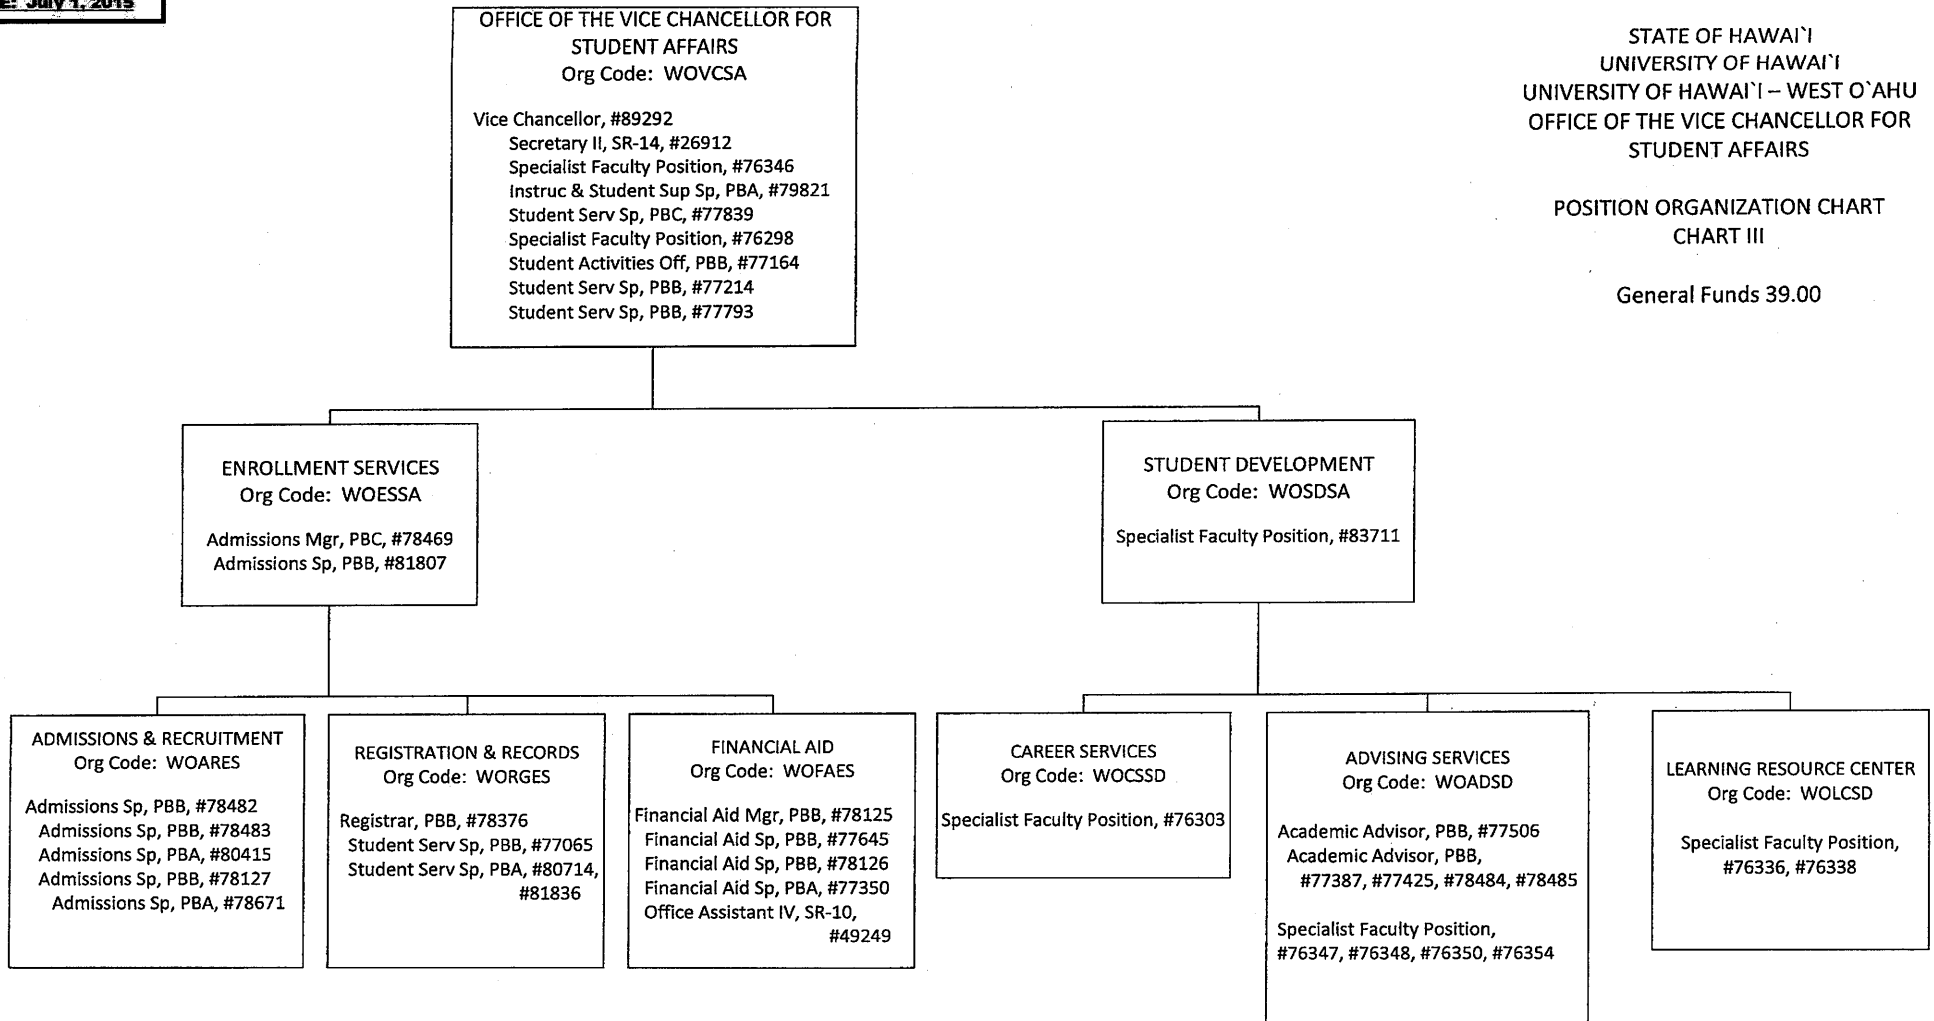 E: July 1, 2015
OFFICE OF THE VICE CHANCELLOR FOR
STUDENT AFFAIRS
Org Code: WOVCSA
Vice Chancellor, #89292
Secretary II, SR-14, #26912
Specialist Faculty Position, #76346
Instruc & Student Sup Sp, PBA, #79821
Student Serv Sp, PBC, #77839
Specialist Faculty Position, #76298
Student Activities Off, PBB, #77164
Student Serv Sp, PBB, #77214
Student Serv Sp, PBB, #77793
STATE OF HAWAI`I
UNIVERSITY OF HAWAI`I
UNIVERSITY OF HAWAI`I – WEST O`AHU
OFFICE OF THE VICE CHANCELLOR FOR
STUDENT AFFAIRS
POSITION ORGANIZATION CHART
CHART III
General Funds 39.00
ENROLLMENT SERVICES
Org Code: WOESSA
Admissions Mgr, PBC, #78469
Admissions Sp, PBB, #81807
STUDENT DEVELOPMENT
Org Code: WOSDSA
Specialist Faculty Position, #83711
ADMISSIONS & RECRUITMENT
Org Code: WOARES
Admissions Sp, PBB, #78482
Admissions Sp, PBB, #78483
Admissions Sp, PBA, #80415
Admissions Sp, PBB, #78127
Admissions Sp, PBA, #78671
REGISTRATION & RECORDS
Org Code: WORGES
Registrar, PBB, #78376
Student Serv Sp, PBB, #77065
Student Serv Sp, PBA, #80714,
#81836
FINANCIAL AID
Org Code: WOFAES
Financial Aid Mgr, PBB, #78125
Financial Aid Sp, PBB, #77645
Financial Aid Sp, PBB, #78126
Financial Aid Sp, PBA, #77350
Office Assistant IV, SR-10,
#49249
CAREER SERVICES
Org Code: WOCSSD
Specialist Faculty Position, #76303
ADVISING SERVICES
Org Code: WOADSD
Academic Advisor, PBB, #77506
Academic Advisor, PBB,
#77387, #77425, #78484, #78485
Specialist Faculty Position,
#76347, #76348, #76350, #76354
LEARNING RESOURCE CENTER
Org Code: WOLCSD
Specialist Faculty Position,
#76336, #76338